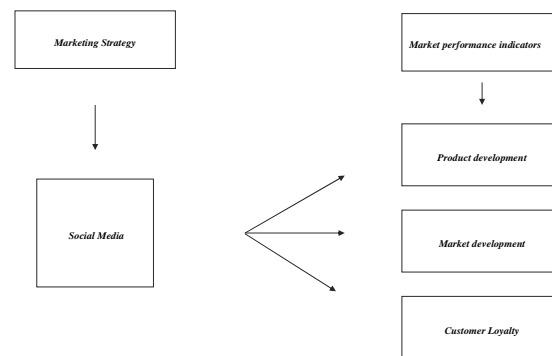 Marketing Strategy
Market performance indicators
Product development
Social Media
Market development
Customer Loyalty